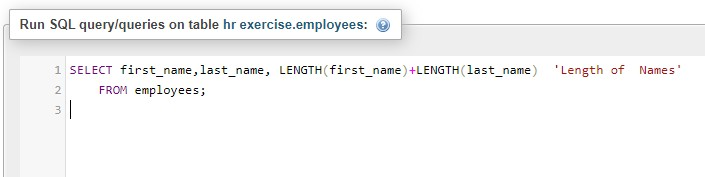 Run SQL query/queries on table hr exercise.employees:
1 SELECT first_name,last_name, LENGTH(first_name)+LENGTH(last_name)  'Length of  Names'
2     FROM employees;
3